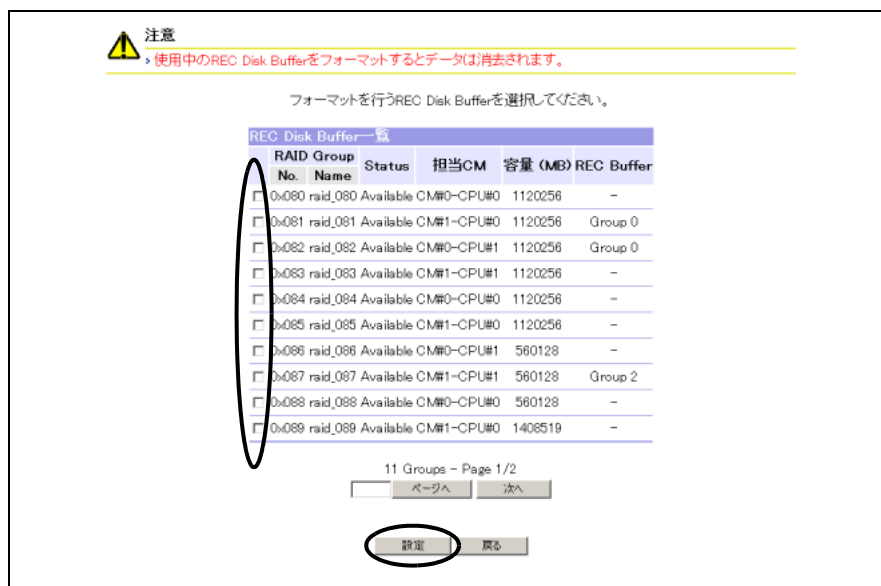 注意
使用中のREC Disk Bufferをフォーマットするとデータは消去されます。
フォーマットを行うREC Disk Bufferを選択してください。
REC Disk Buffer一覧
RAID Group Status 担当CM 容量 (MB) REC Buffer
No. Name
0x080 raid_080 Available CM#0-CPU#0 1120256 -
0x081 raid_081 Available CM#1-CPU#0 1120256 Group 0
0x082 raid_082 Available CM#0-CPU#1 1120256 Group 0
0x083 raid_083 Available CM#1-CPU#1 1120256 -
0x084 raid_084 Available CM#0-CPU#0 1120256 -
0x085 raid_085 Available CM#1-CPU#0 1120256 -
0x086 raid_086 Available CM#0-CPU#1 560128 -
0x087 raid_087 Available CM#1-CPU#1 560128 Group 2
0x088 raid_088 Available CM#0-CPU#0 560128 -
0x089 raid_089 Available CM#1-CPU#0 1408519 -
11 Groups - Page 1/2
ページへ 次へ
設定 戻る